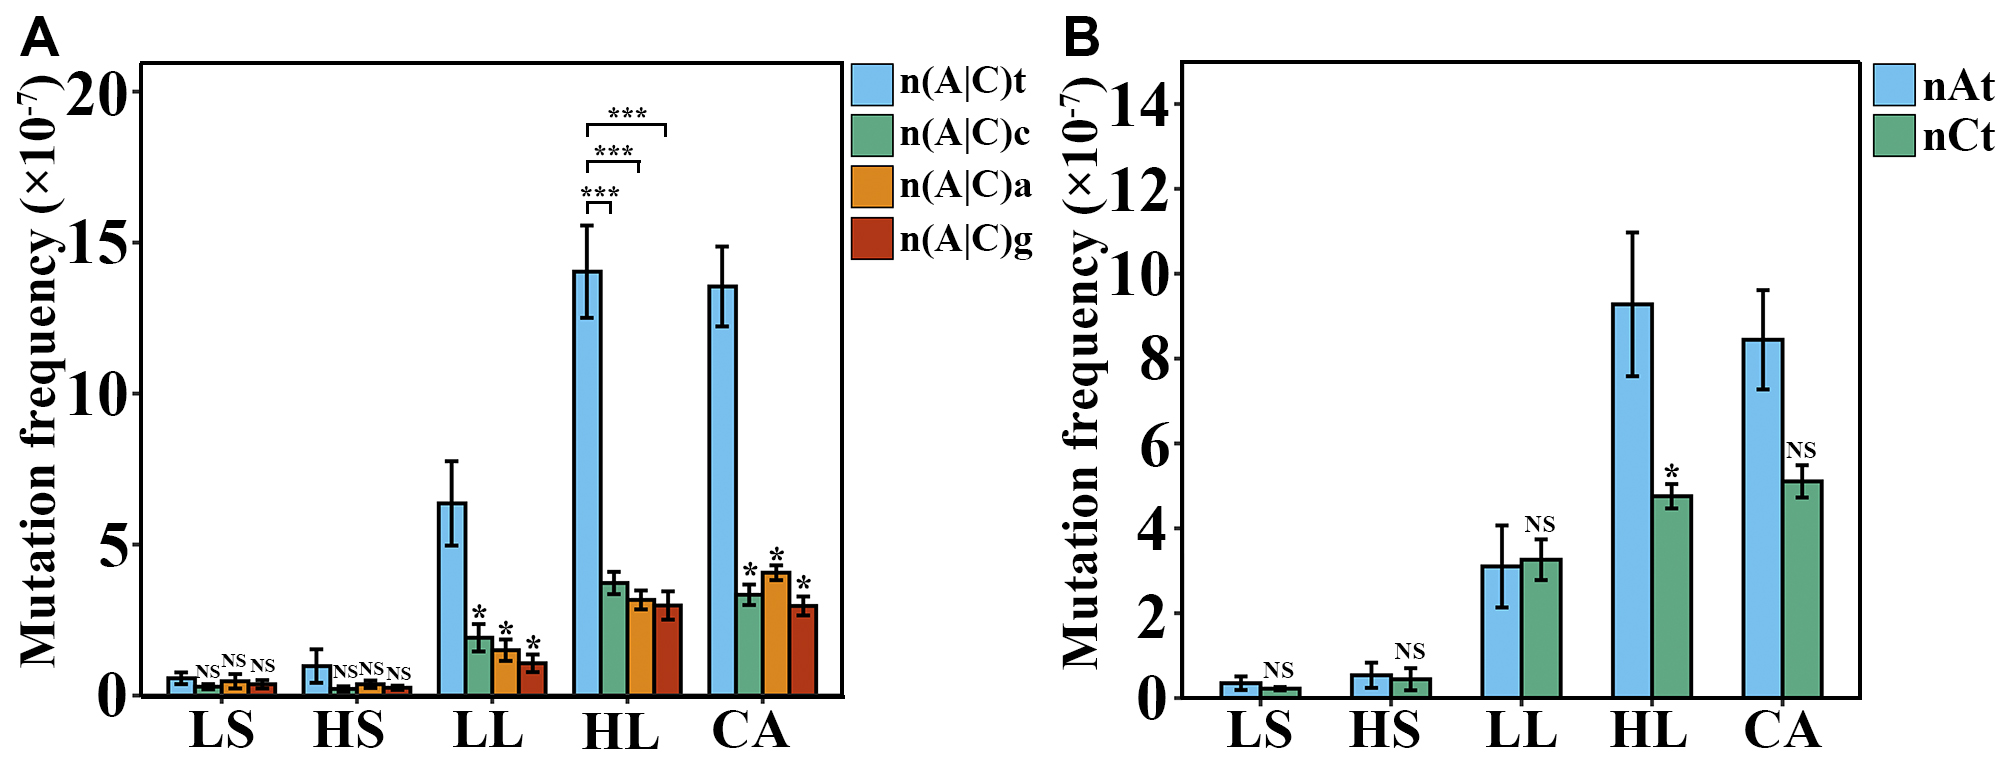 A
Mutation frequency (×10-7)
20
15
10
5
0
*** 
***
***
* * *
* * *
NS NS NS
NS NS NS
LS HS LL HL CA
n(A|C)t
n(A|C)c
n(A|C)a
n(A|C)g
B
Mutation frequency (×10-7)
14
12
10
8
6
4
2
0
NS NS NS * NS
LS HS LL HL CA
nAt
nCt